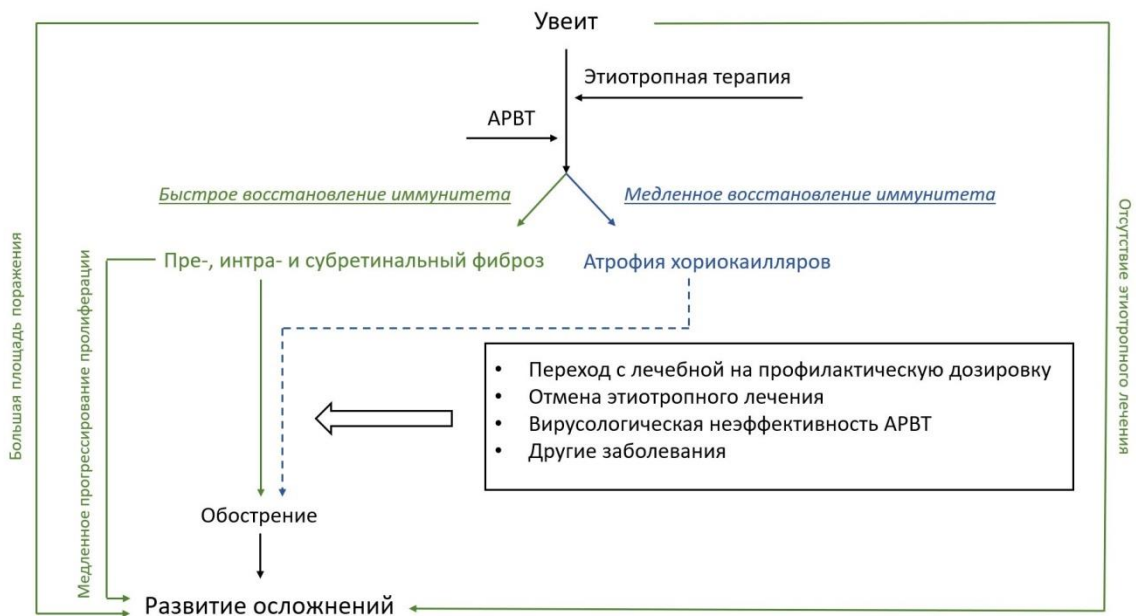 Увеит
Этиотропная терапия
АРВТ
Быстрое восстановление иммунитета
Медленное восстановление иммунитета
Большая площадь поражения
Медленное прогрессирование пролиферации
Отсутствие этиотропного лечения
Пре-, интра- и субретинальный фиброз
Атрофия хориокаилляров
• Переход с лечебной на профилактическую дозировку
• Отмена этиотропного лечения
• Вирусологическая неэффективность АРВТ
• Другие заболевания
Обострение
Развитие осложнений